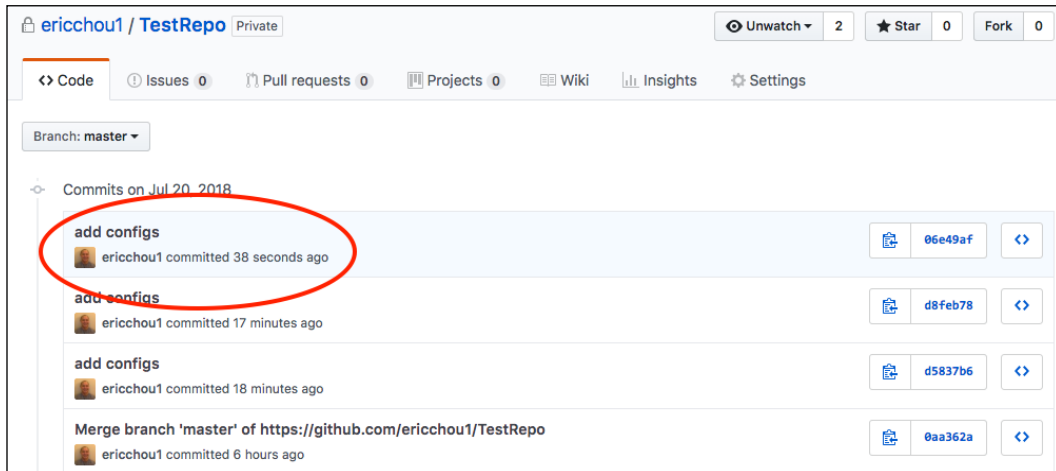 ericchou1 / TestRepo Private Unwatch 2 Star 0 Fork 0
Code Issues 0 Pull requests 0 Projects 0 Wiki Insights Settings
Branch: master
Commits on Jul 20, 2018
add configs
ericchou1 committed 38 seconds ago
06e49af
add configs
ericchou1 committed 17 minutes ago
d8feb78
add configs
ericchou1 committed 18 minutes ago
d5837b6
Merge branch 'master' of https://github.com/ericchou1/TestRepo
ericchou1 committed 6 hours ago
0aa362a